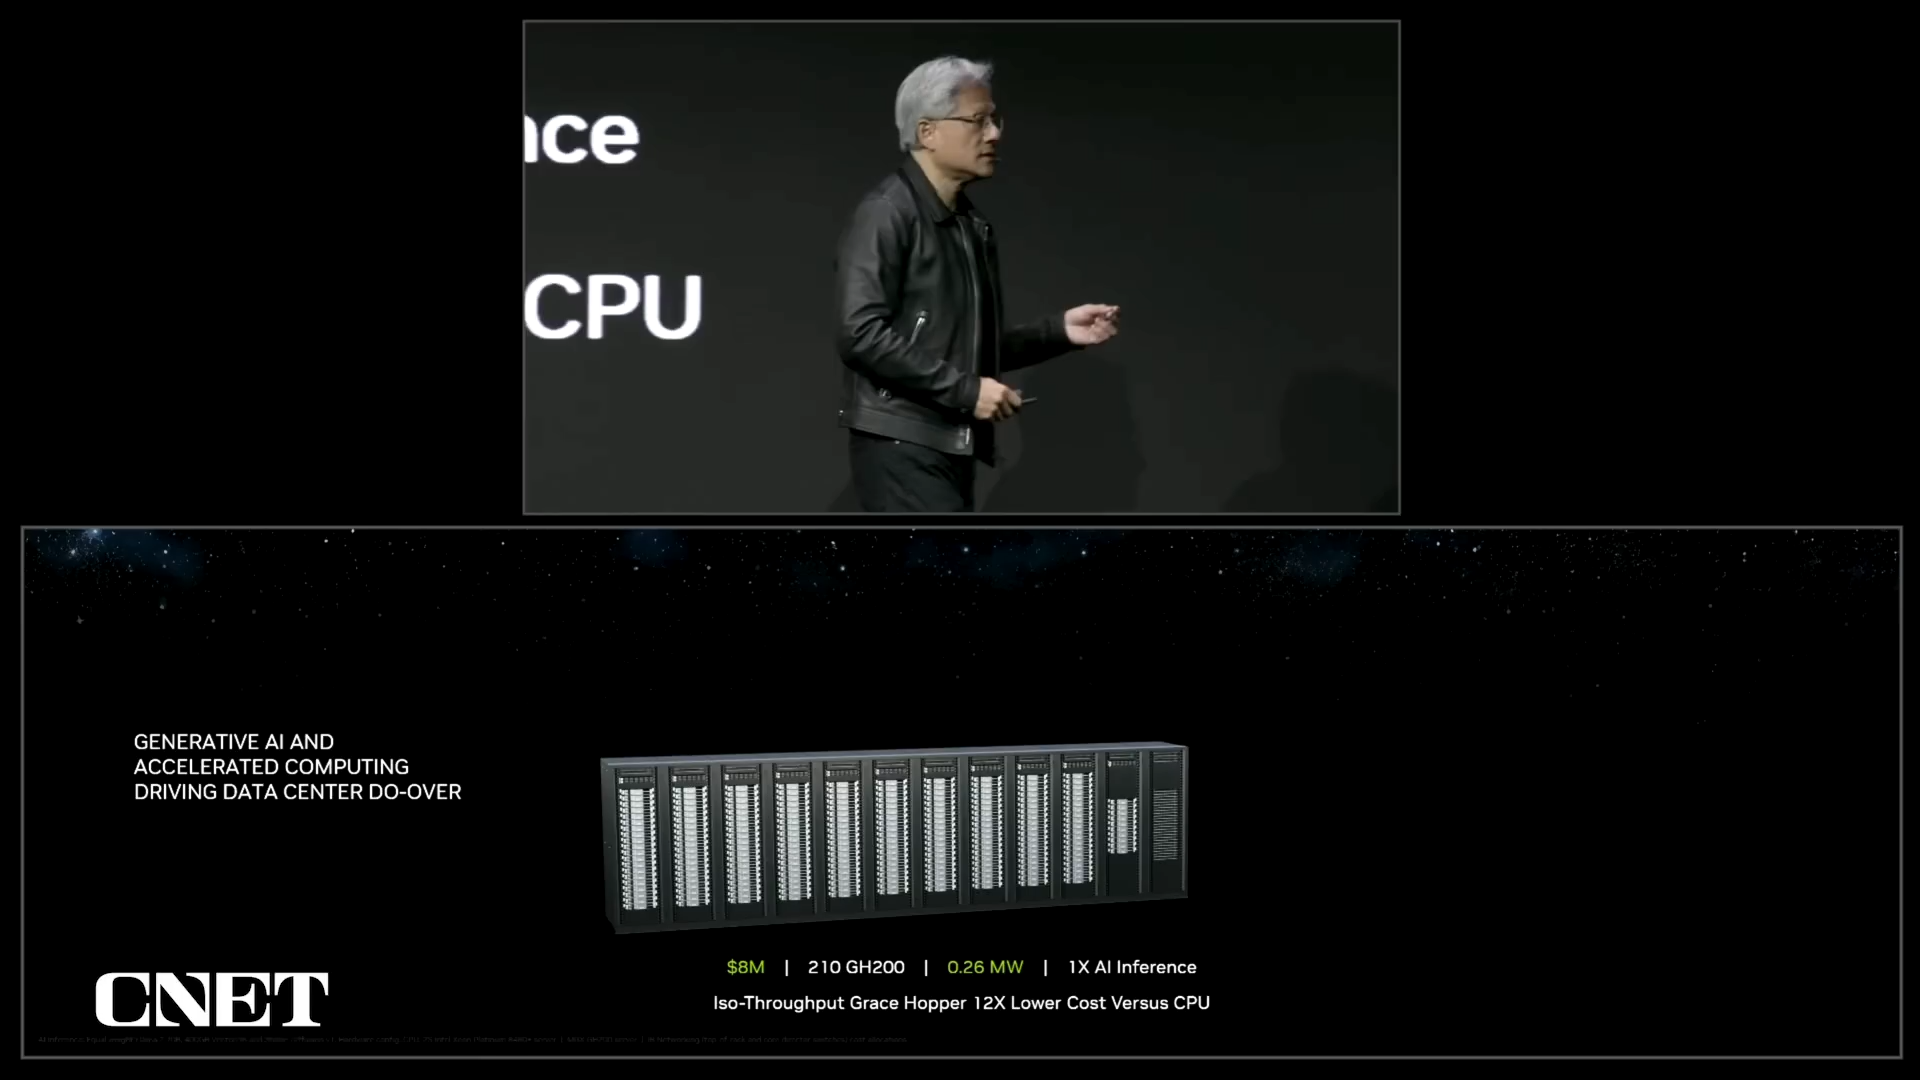 CPU
GENERATIVE AI AND
ACCELERATED COMPUTING
DRIVING DATA CENTER DO-OVER
$8M | 210 GH200 | 0.26 MW | 1X AI Inference
Iso-Throughput Grace Hopper 12X Lower Cost Versus CPU
CNET